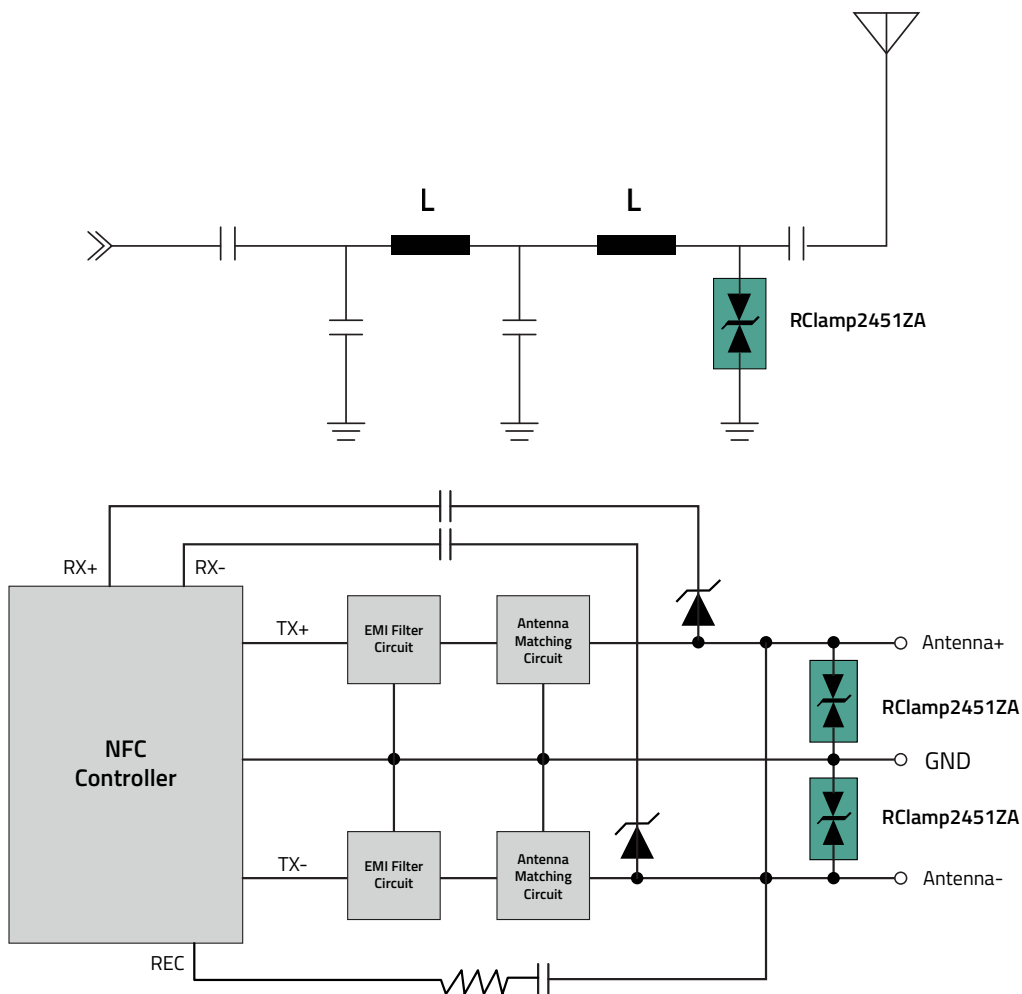 L
L
RClamp2451ZA
RX+
RX-
TX+
EMI Filter
Circuit
Antenna
Matching
Circuit
Antenna+
RClamp2451ZA
NFC
Controller
GND
RClamp2451ZA
TX-
EMI Filter
Circuit
Antenna
Matching
Circuit
Antenna-
REC